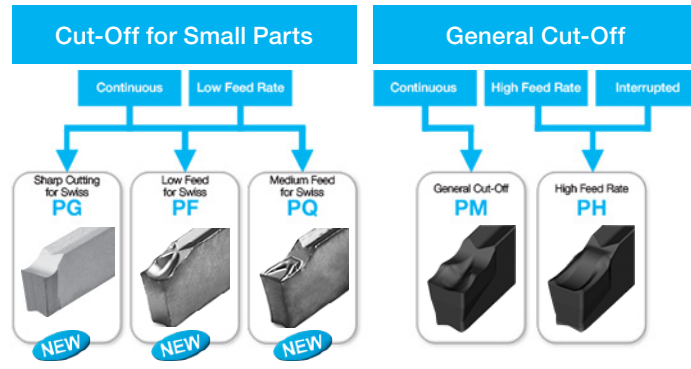 Cut-Off for Small Parts
General Cut-Off
Continuous
Low Feed Rate
Continuous
High Feed Rate
Interrupted
Sharp Cutting
for Swiss
PG
Low Feed
for Swiss
PF
Medium Feed
for Swiss
PQ
General Cut-Off
PM
High Feed Rate
PH
NEW
NEW
NEW